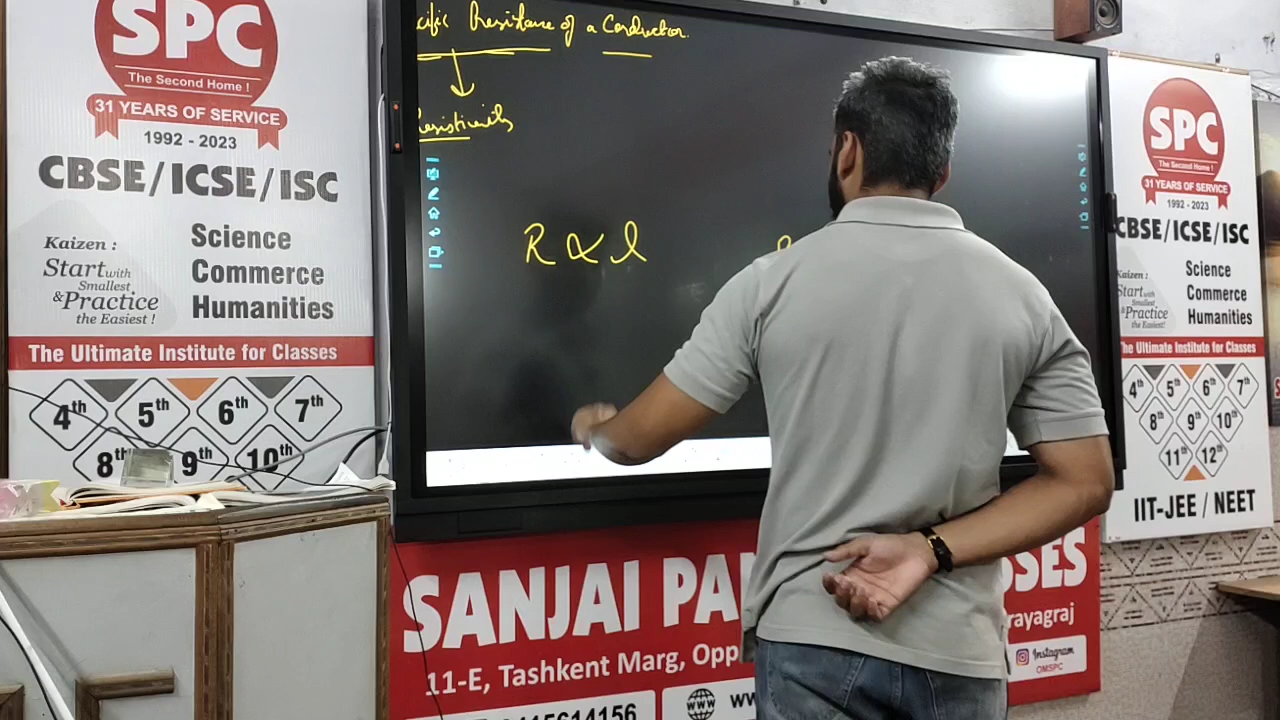 SPC
The Second Home !
31 YEARS OF SERVICE
1992 - 2023
CBSE/ICSE/ISC
Kaizen :
Start with
Smallest
& Practice
the Easiest !
Science
Commerce
Humanities
The Ultimate Institute for Classes
4th 5th 6th 7th
8th 9th 10th
cific Resistance of a Conductor.
Resistivity
R ∝ l
SANJAI PA
SSES
11-E, Tashkent Marg, Opp
rayagraj
Instagram
OMSPC
WW
SPC
The Second Home !
31 YEARS OF SERVICE
1992 - 2023
CBSE/ICSE/ISC
Kaizen :
Start with
Smallest
& Practice
the Easiest!
Science
Commerce
Humanities
The Ultimate Institute for Classes
4th 5th 6th 7th
8th 9th 10th
11th 12th
IIT-JEE / NEET